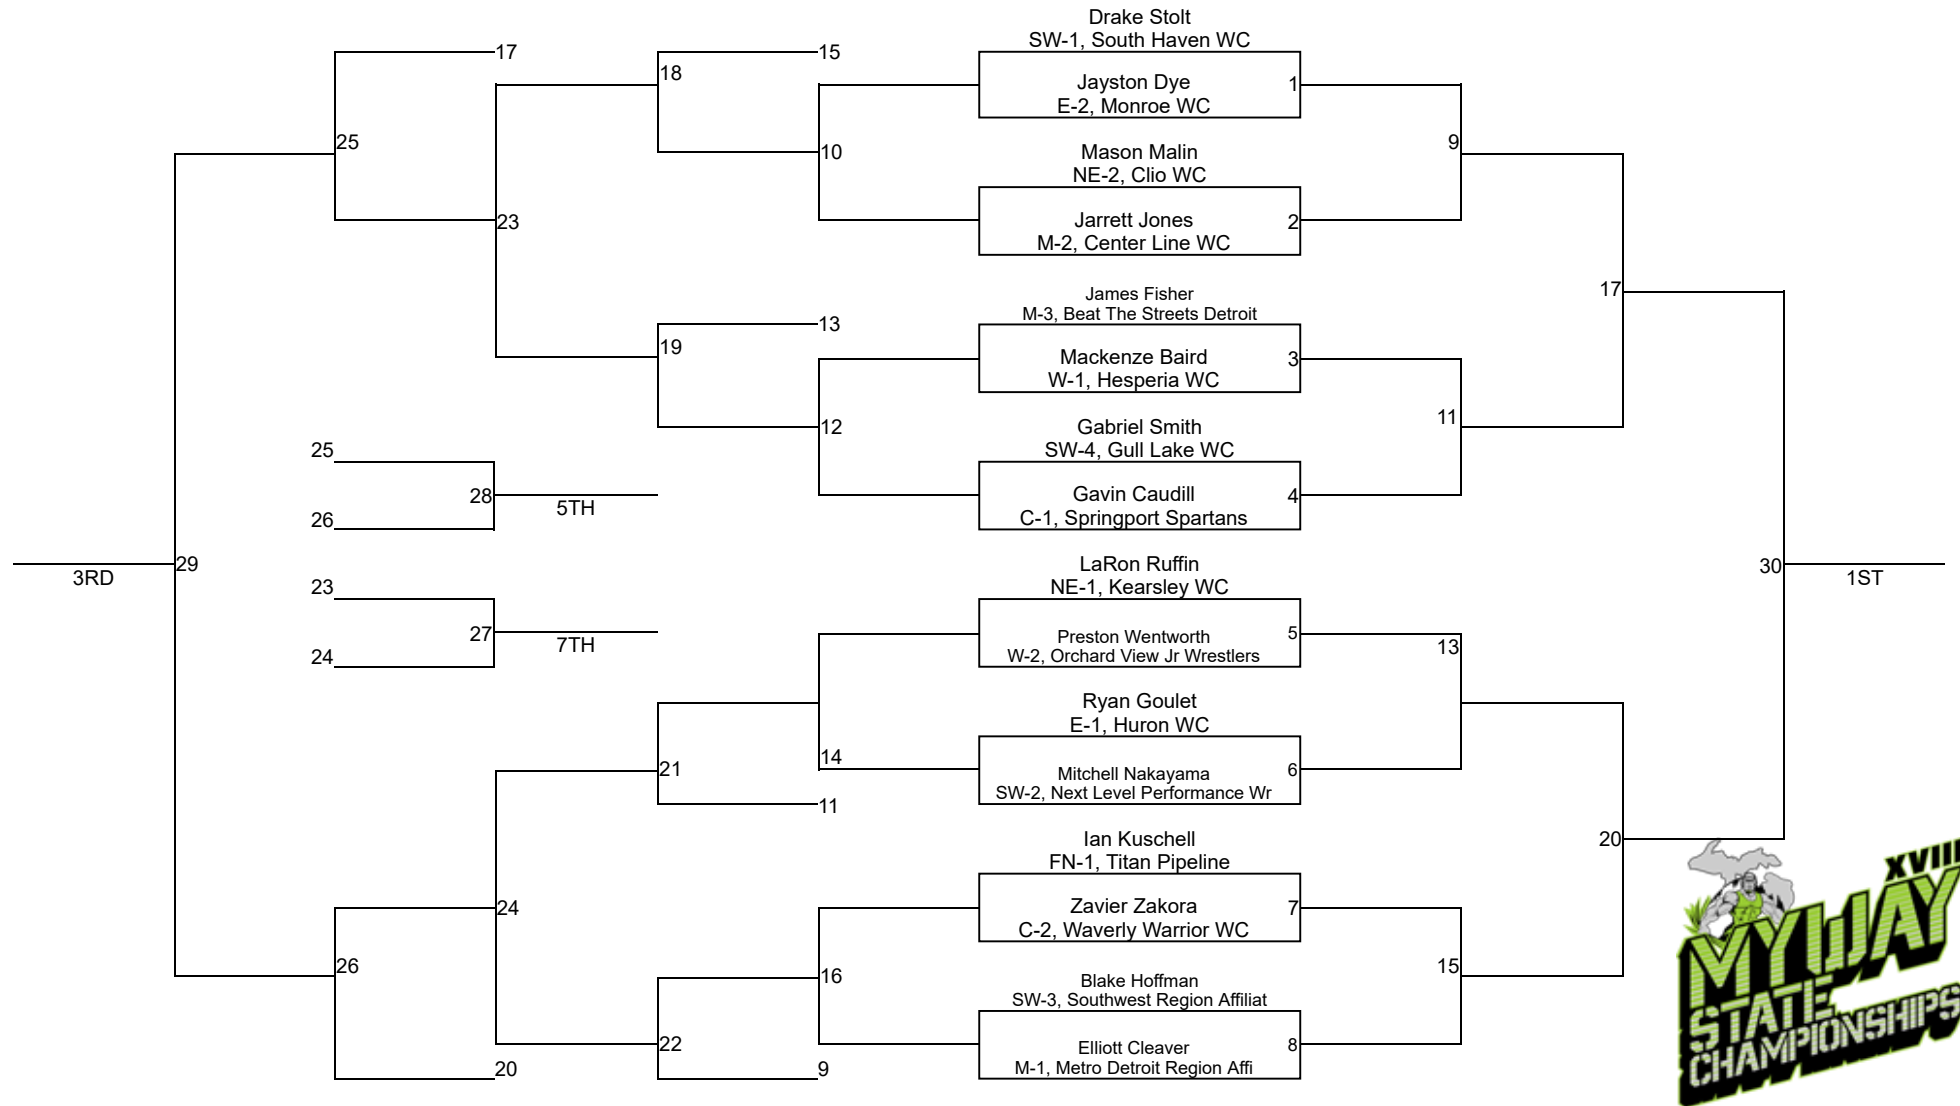 Drake Stolt
SW-1, South Haven WC
17
15
18
Jayston Dye
1
E-2, Monroe WC
25
10
Mason Malin
9
NE-2, Clio WC
23
Jarrett Jones
2
M-2, Center Line WC
James Fisher
17
M-3, Beat The Streets Detroit
13
19
Mackenze Baird
3
W-1, Hesperia WC
12
Gabriel Smith
11
25
SW-4, Gull Lake WC
28
Gavin Caudill
4
5TH
26
C-1, Springport Spartans
29
3RD
LaRon Ruffin
30
1ST
23
NE-1, Kearsley WC
27
Preston Wentworth
5
7TH
24
W-2, Orchard View Jr Wrestlers
13
Ryan Goulet
E-1, Huron WC
14
21
Mitchell Nakayama
6
SW-2, Next Level Performance Wr
11
Ian Kuschell
20
FN-1, Titan Pipeline
24
Zavier Zakora
7
C-2, Waverly Warrior WC
26
16
Blake Hoffman
15
SW-3, Southwest Region Affiliat
22
Elliott Cleaver
8
20
9
M-1, Metro Detroit Region Affi
XVIII
MYWAY
STATE
CHAMPIONSHIPS